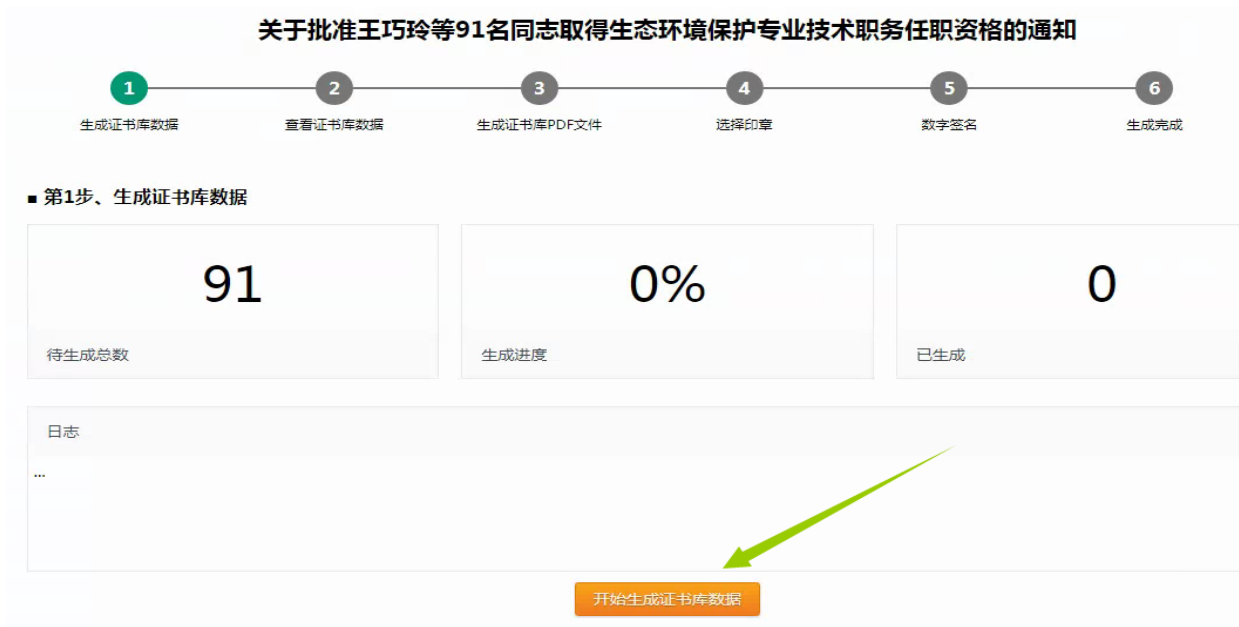 关于批准王巧玲等91名同志取得生态环境保护专业技术职务任职资格的通知
1 2 3 4 5 6
生成证书库数据 查看证书库数据 生成证书库PDF文件 选择印章 数字签名 生成完成
■ 第1步、生成证书库数据
91 0% 0
待生成总数 生成进度 已生成
日志
...
开始生成证书库数据